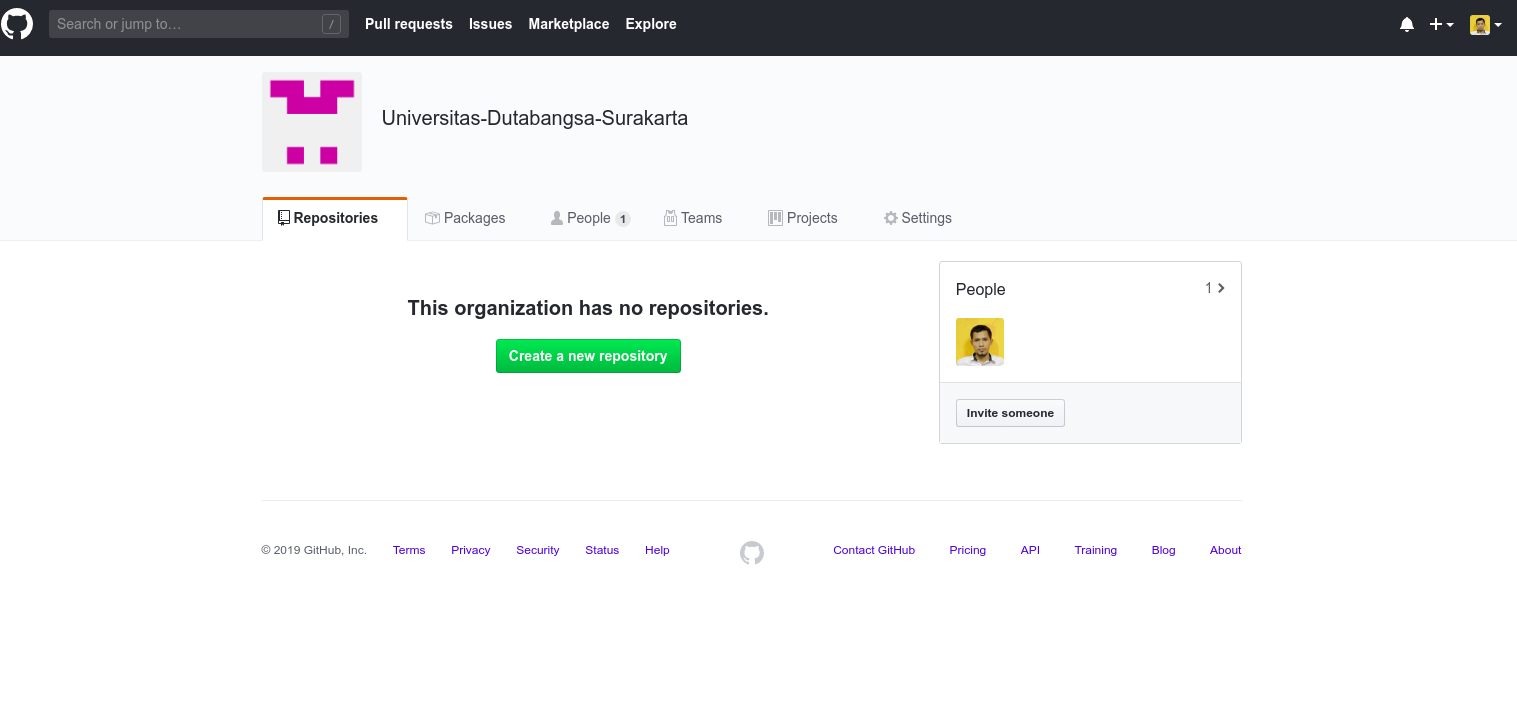 Search or jump to… / Pull requests Issues Marketplace Explore
Universitas-Dutabangsa-Surakarta
Repositories Packages People 1 Teams Projects Settings
This organization has no repositories.
Create a new repository
People 1
Invite someone
© 2019 GitHub, Inc. Terms Privacy Security Status Help Contact GitHub Pricing API Training Blog About